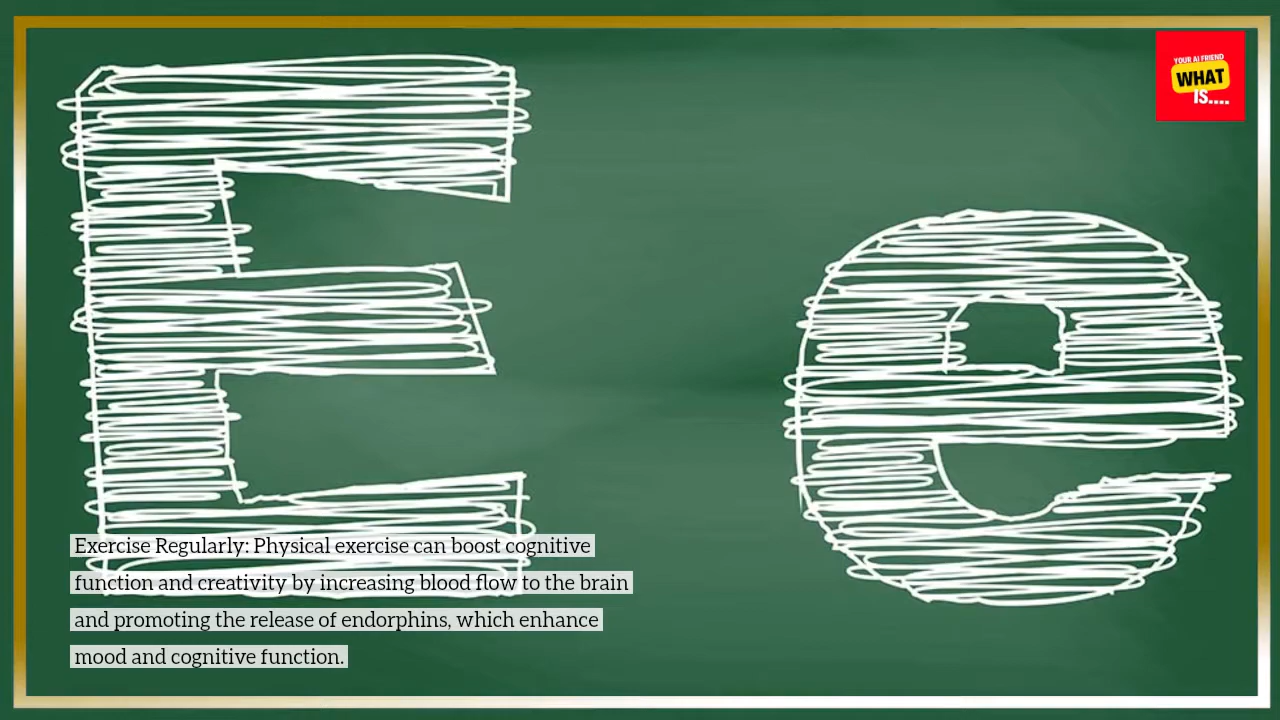 E e
YOUR AI FRIEND
WHAT
IS....
Exercise Regularly: Physical exercise can boost cognitive
function and creativity by increasing blood flow to the brain
and promoting the release of endorphins, which enhance
mood and cognitive function.